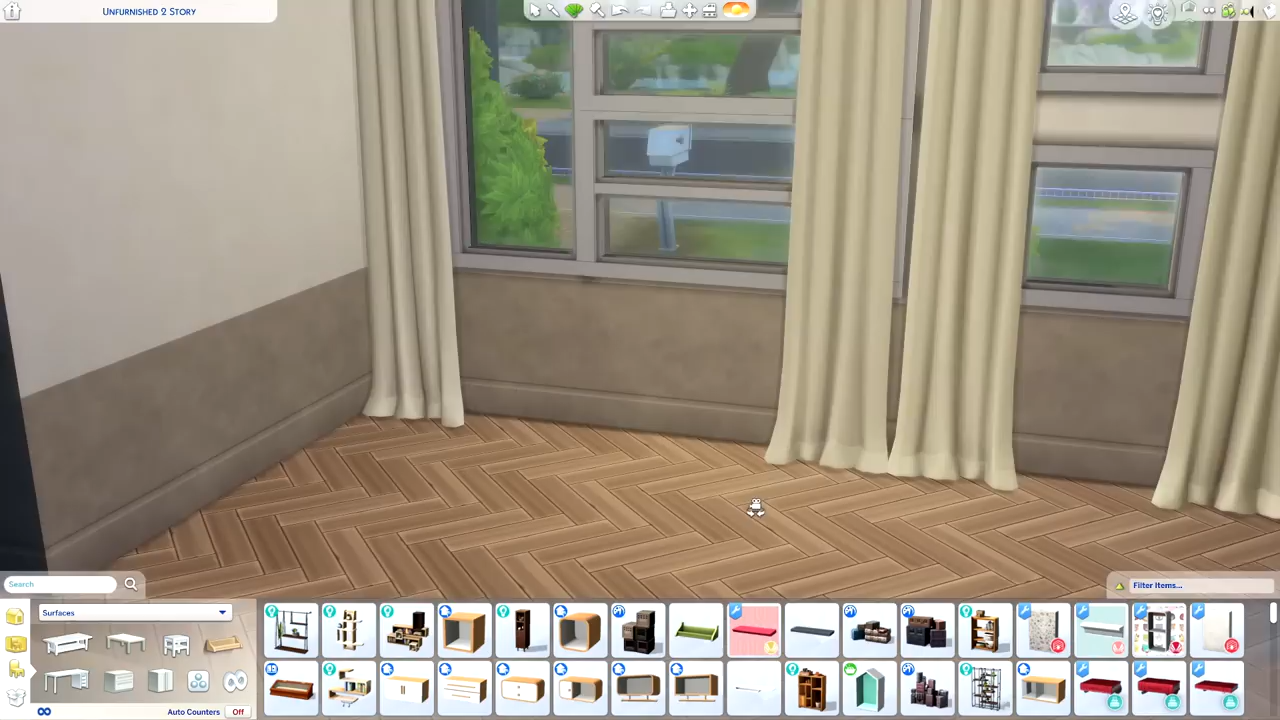 Unfurnished 2 Story
Search
Filter Items...
Surfaces
Auto Counters
Off